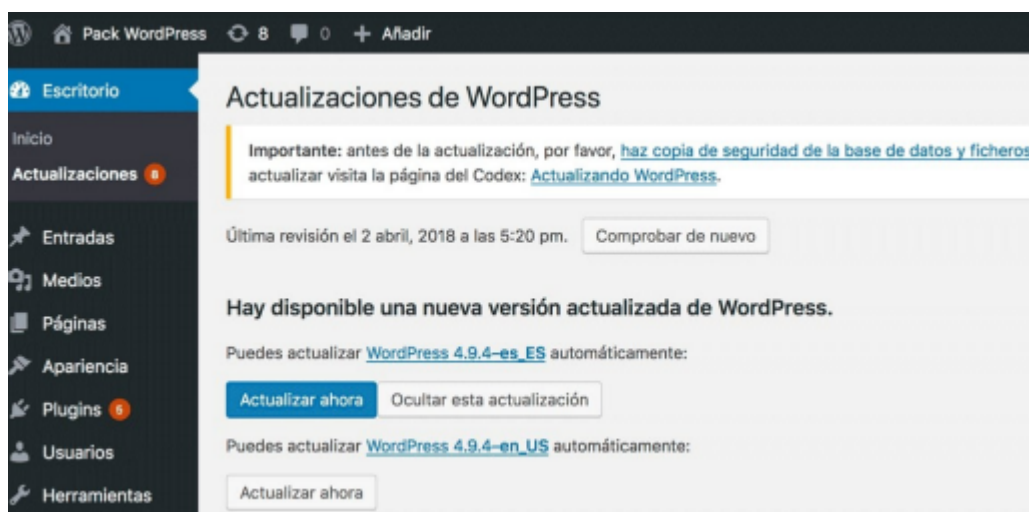 Pack WordPress 8 0 + Añadir
Escritorio
Inicio
Actualizaciones 8
Entradas
Medios
Páginas
Apariencia
Plugins 6
Usuarios
Herramientas
Actualizaciones de WordPress
Importante: antes de la actualización, por favor, haz copia de seguridad de la base de datos y ficheros
actualizar visita la página del Codex: Actualizando WordPress.
Última revisión el 2 abril, 2018 a las 5:20 pm. Comprobar de nuevo
Hay disponible una nueva versión actualizada de WordPress.
Puedes actualizar WordPress 4.9.4–es_ES automáticamente:
Actualizar ahora Ocultar esta actualización
Puedes actualizar WordPress 4.9.4–en_US automáticamente:
Actualizar ahora